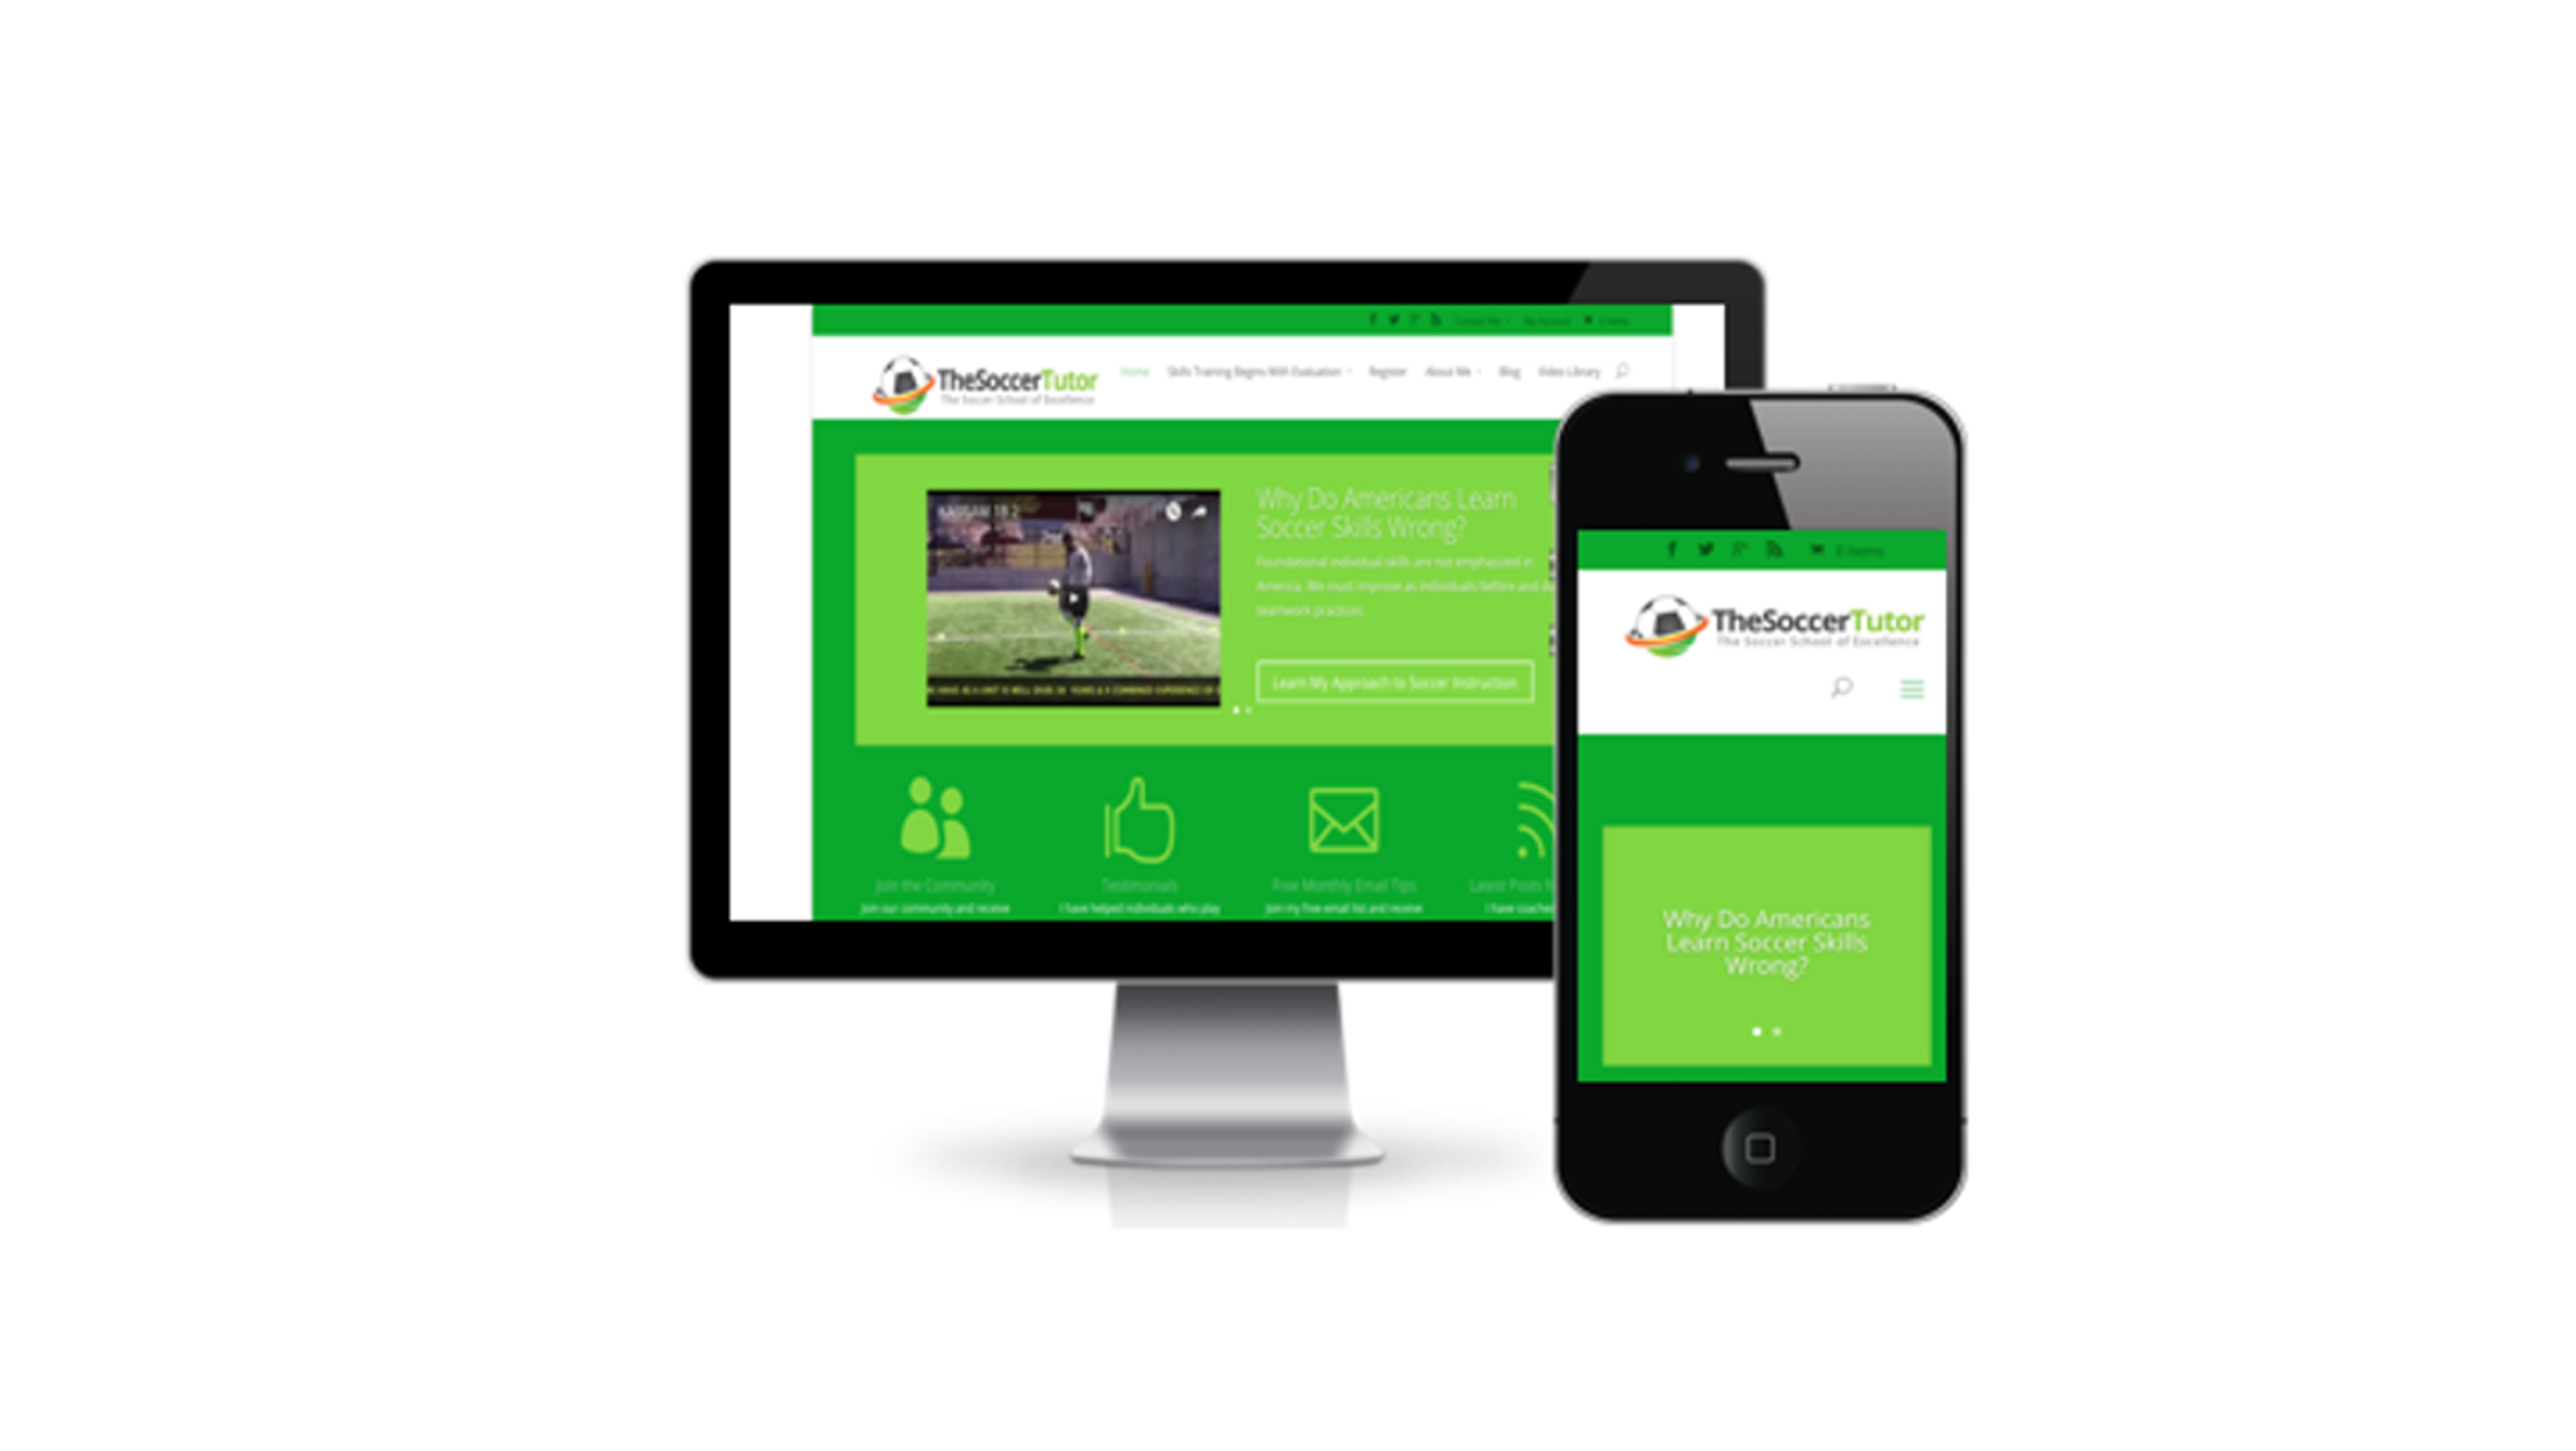 Contact Me
My Account
0 Items
TheSoccerTutor
The Soccer School of Excellence
Home
Skills Training Begins With Evaluation
Register
About Me
Blog
Video Library
Why Do Americans Learn
Soccer Skills Wrong?
Foundational individual skills are not emphasized in
America. We must improve as individuals before and
teamwork practices.
Learn My Approach to Soccer Instruction
Join the Community
Join our community and receive
Testimonials
I have helped individuals who play
Free Monthly Email Tips
Join my free email list and receive
Latest Posts
I have coached
0 Items
TheSoccerTutor
The Soccer School of Excellence
Why Do Americans
Learn Soccer Skills
Wrong?